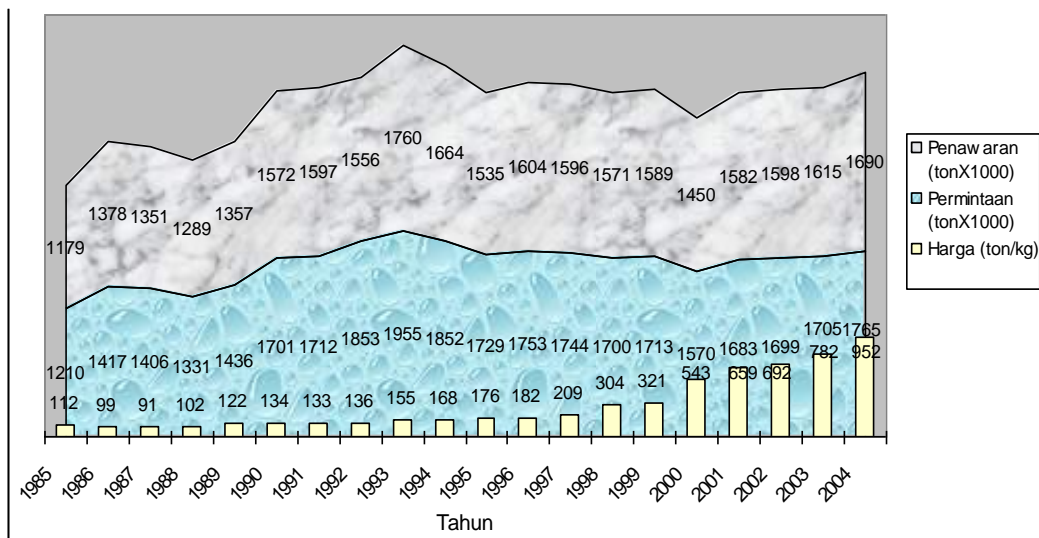 1179 1378 1351 1289 1357 1572 1597 1556 1760 1664 1535 1604 1596 1571 1589 1450 1582 1598 1615 1690
1210 1417 1406 1331 1436 1701 1712 1853 1955 1852 1729 1753 1744 1700 1713 1570 1683 1699 1705 1765
112 99 91 102 122 134 133 136 155 168 176 182 209 304 321 543 659 692 782 952
1985 1986 1987 1988 1989 1990 1991 1992 1993 1994 1995 1996 1997 1998 1999 2000 2001 2002 2003 2004
Tahun
Penawaran
(tonX1000)
Permintaan
(tonX1000)
Harga (ton/kg)